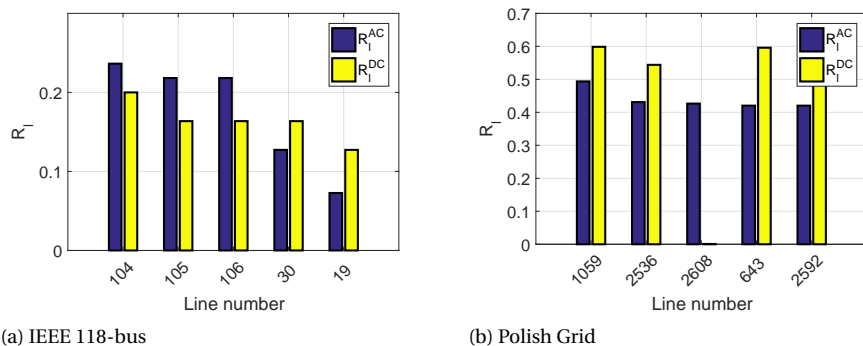 R_l^AC
R_l^DC
R_l
0.2
0.1
0
104
105
106
30
19
Line number
(a) IEEE 118-bus
R_l^AC
R_l^DC
R_l
0.7
0.6
0.5
0.4
0.3
0.2
0.1
0
1059
2536
2608
643
2592
Line number
(b) Polish Grid